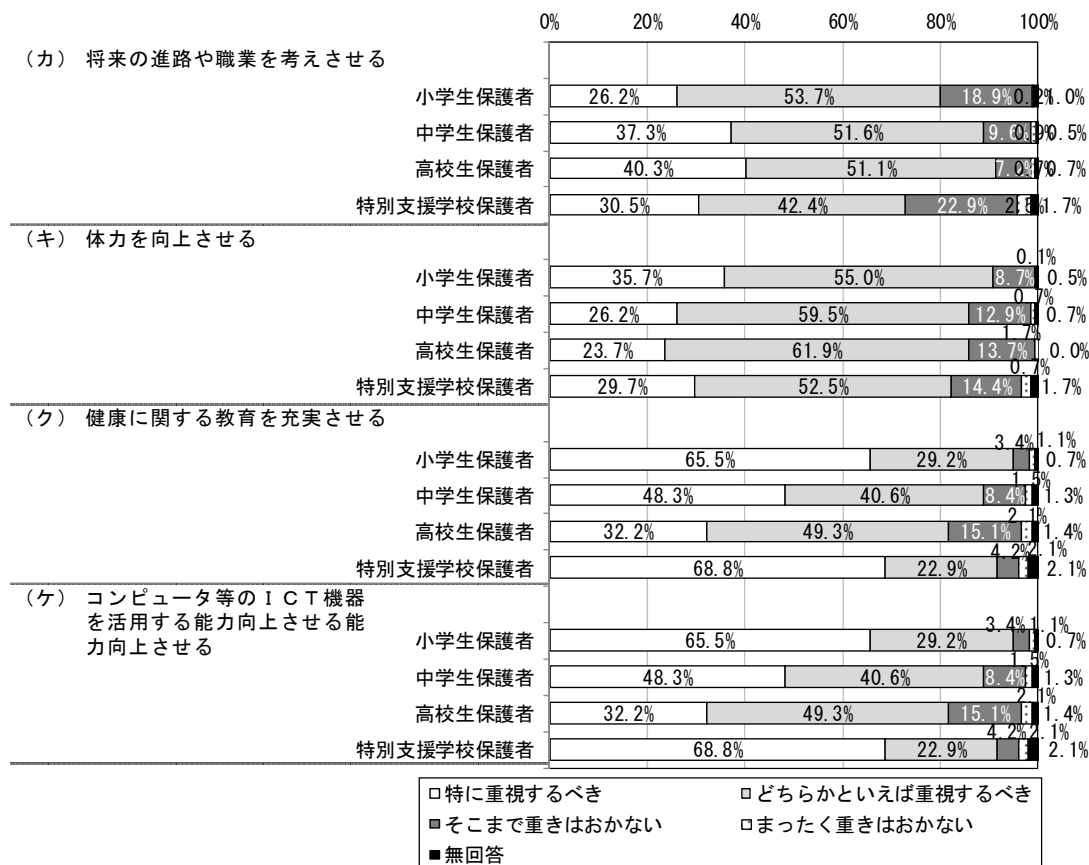 0% 20% 40% 60% 80% 100%
(カ) 将来の進路や職業を考えさせる
小学生保護者 26.2% 53.7% 18.9% 0.2% 1.0%
中学生保護者 37.3% 51.6% 9.6% 0.9% 0.5%
高校生保護者 40.3% 51.1% 0.7% 0.7%
特別支援学校保護者 30.5% 42.4% 22.9% 1.7%
(キ) 体力を向上させる
0.1%
小学生保護者 35.7% 55.0% 8.7% 0.5%
0.7%
中学生保護者 26.2% 59.5% 12.9% 0.7%
1.7%
高校生保護者 23.7% 61.9% 13.7% 0.0%
0.7%
特別支援学校保護者 29.7% 52.5% 14.4% 1.7%
(ク) 健康に関する教育を充実させる
3.4% 1.1%
小学生保護者 65.5% 29.2% 0.7%
1.5%
中学生保護者 48.3% 40.6% 8.4% 1.3%
2.1%
高校生保護者 32.2% 49.3% 15.1% 1.4%
4.2% 2.1%
特別支援学校保護者 68.8% 22.9% 2.1%
(ケ) コンピュータ等のICT機器
を活用する能力向上させる能
力向上させる
3.4% 1.1%
小学生保護者 65.5% 29.2% 0.7%
1.5%
中学生保護者 48.3% 40.6% 8.4% 1.3%
2.1%
高校生保護者 32.2% 49.3% 15.1% 1.4%
4.2% 2.1%
特別支援学校保護者 68.8% 22.9% 2.1%
特に重視するべき どちらかといえば重視するべき
そこまで重きはおかない まったく重きはおかない
無回答